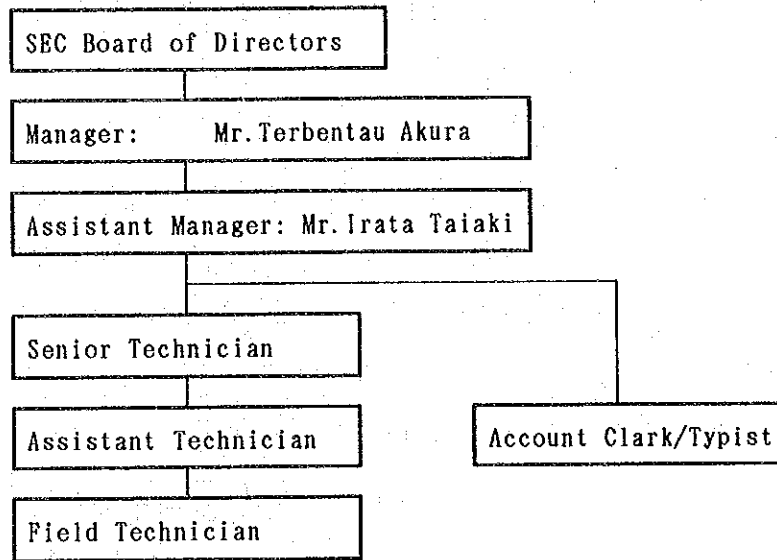 SEC Board of Directors
Manager: Mr.Terbentau Akura
Assistant Manager: Mr.Irata Taiaki
Senior Technician
Assistant Technician
Account Clark/Typist
Field Technician